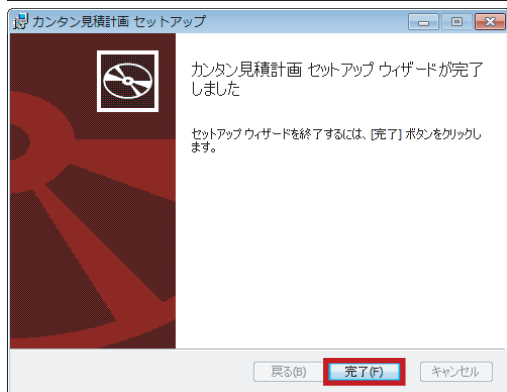 カンタン見積計画 セットアップ
カンタン見積計画 セットアップ ウィザードが完了
しました
セットアップ ウィザードを終了するには、[完了] ボタンをクリックし
ます。
戻る(B) 完了(F) キャンセル